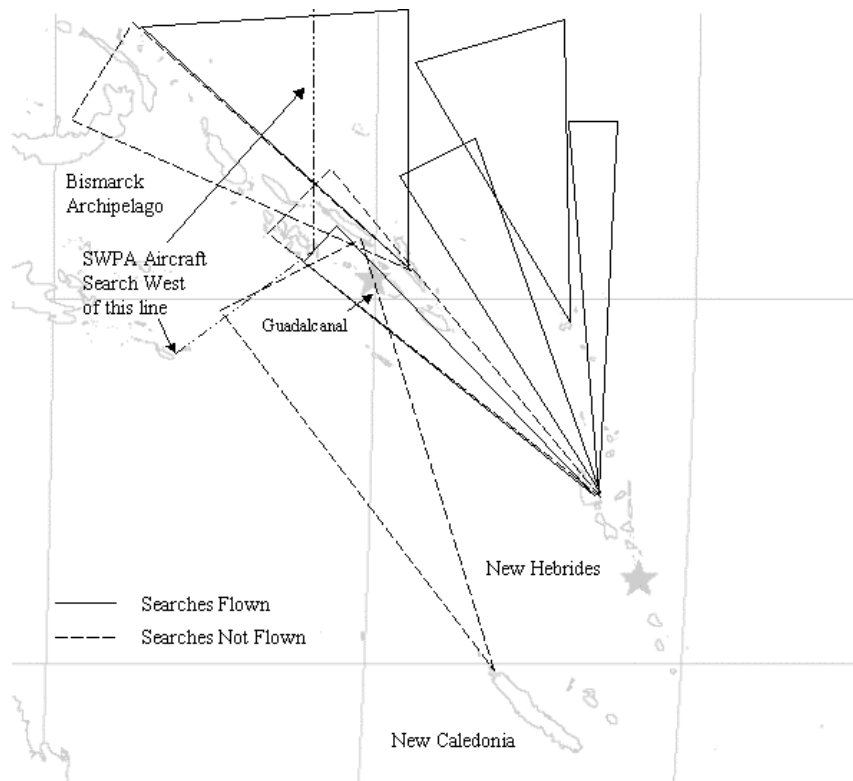 Bismarck
Archipelago
SWPA Aircraft
Search West
of this line
Guadalcanal
New Hebrides
Searches Flown
Searches Not Flown
New Caledonia